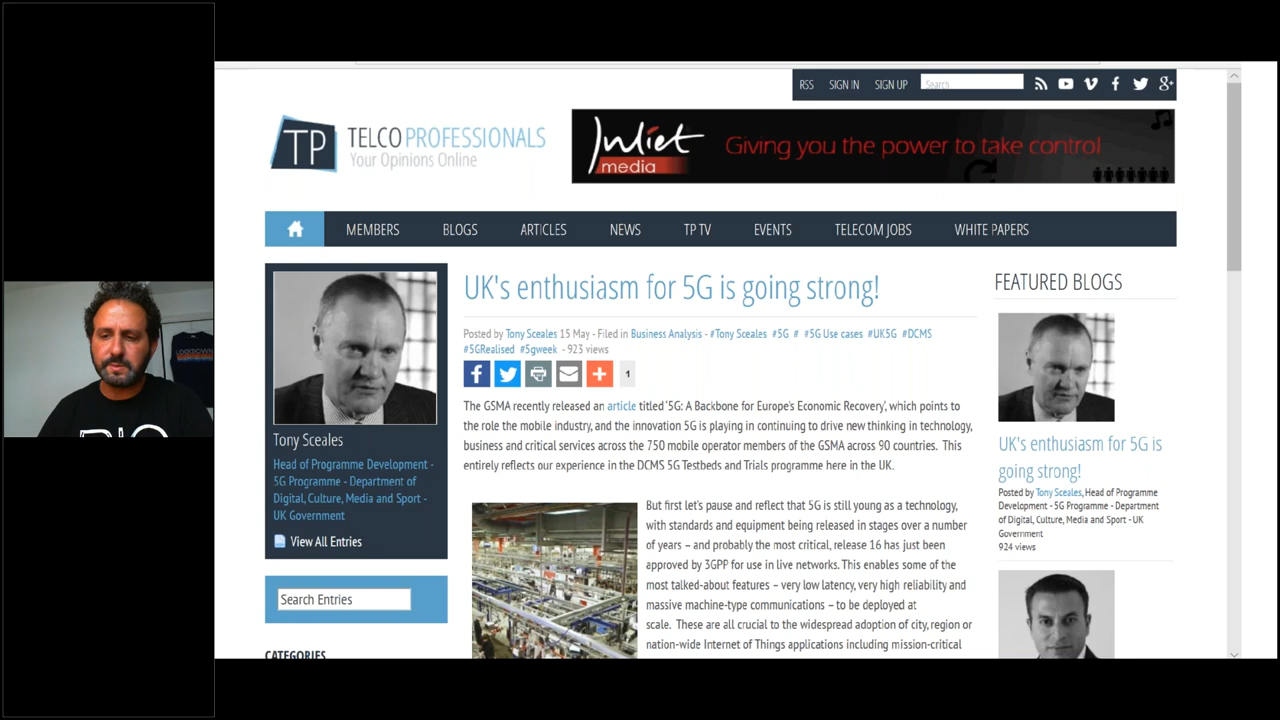 RSS SIGN IN SIGN UP Search
TP TELCO PROFESSIONALS
Your Opinions Online
Juliet media Giving you the power to take control
MEMBERS BLOGS ARTICLES NEWS TP TV EVENTS TELECOM JOBS WHITE PAPERS
Tony Sceales
Head of Programme Development -
5G Programme - Department of
Digital, Culture, Media and Sport -
UK Government
View All Entries
Search Entries
CATEGORIES
UK's enthusiasm for 5G is going strong!
Posted by Tony Sceales 15 May - Filed in Business Analysis - #Tony Sceales #5G # #5G Use cases #UK5G #DCMS
#5GRealised #5gweek - 923 views
1
The GSMA recently released an article titled '5G: A Backbone for Europe's Economic Recovery', which points to
the role the mobile industry, and the innovation 5G is playing in continuing to drive new thinking in technology,
business and critical services across the 750 mobile operator members of the GSMA across 90 countries. This
entirely reflects our experience in the DCMS 5G Testbeds and Trials programme here in the UK.
But first let's pause and reflect that 5G is still young as a technology,
with standards and equipment being released in stages over a number
of years – and probably the most critical, release 16 has just been
approved by 3GPP for use in live networks. This enables some of the
most talked-about features – very low latency, very high reliability and
massive machine-type communications – to be deployed at
scale. These are all crucial to the widespread adoption of city, region or
nation-wide Internet of Things applications including mission-critical
FEATURED BLOGS
UK's enthusiasm for 5G is
going strong!
Posted by Tony Sceales, Head of Programme
Development - 5G Programme - Department
of Digital, Culture, Media and Sport - UK
Government
924 views